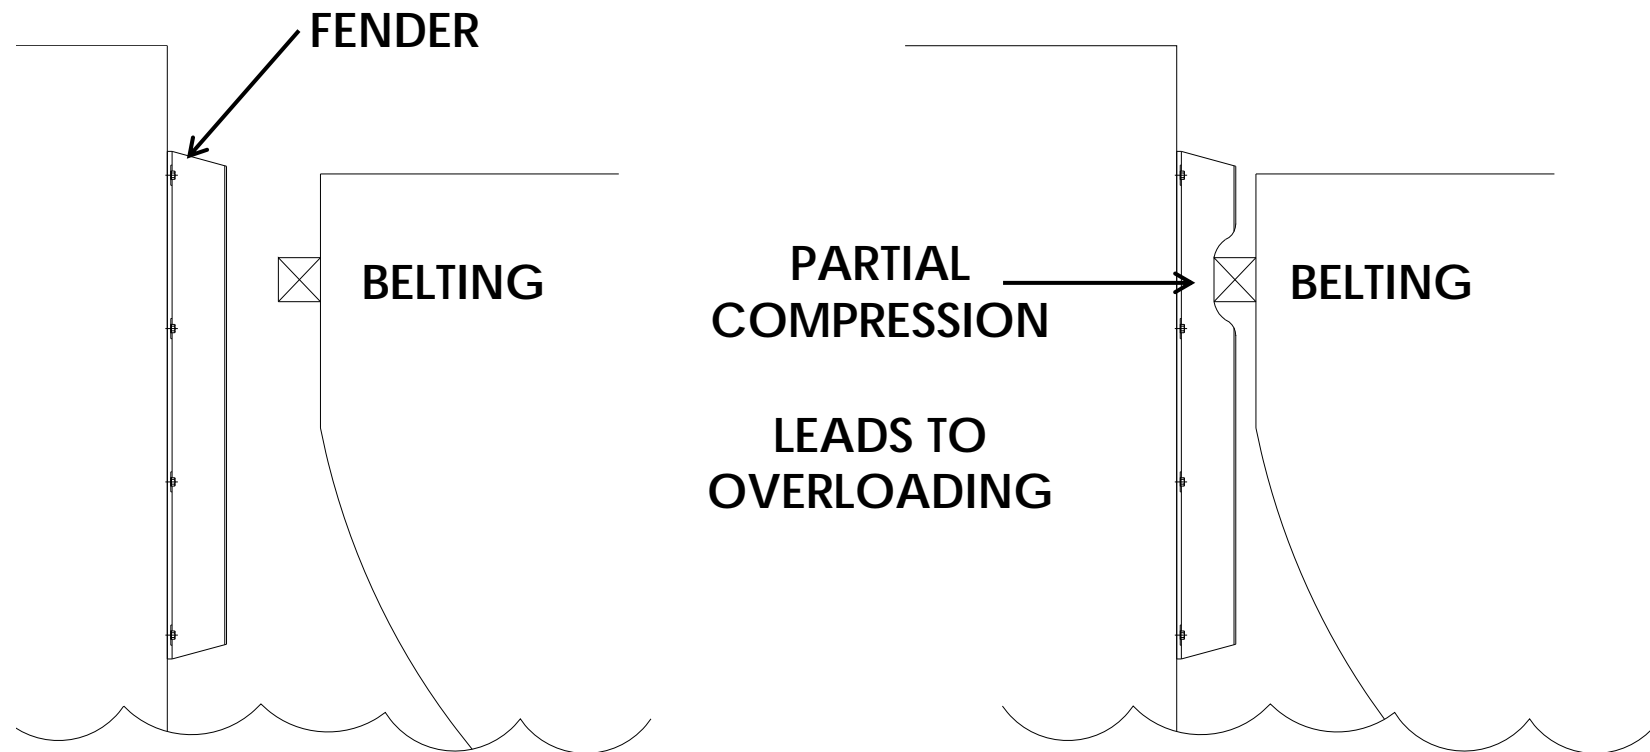 FENDER
BELTING
PARTIAL
COMPRESSION
LEADS TO
OVERLOADING
BELTING